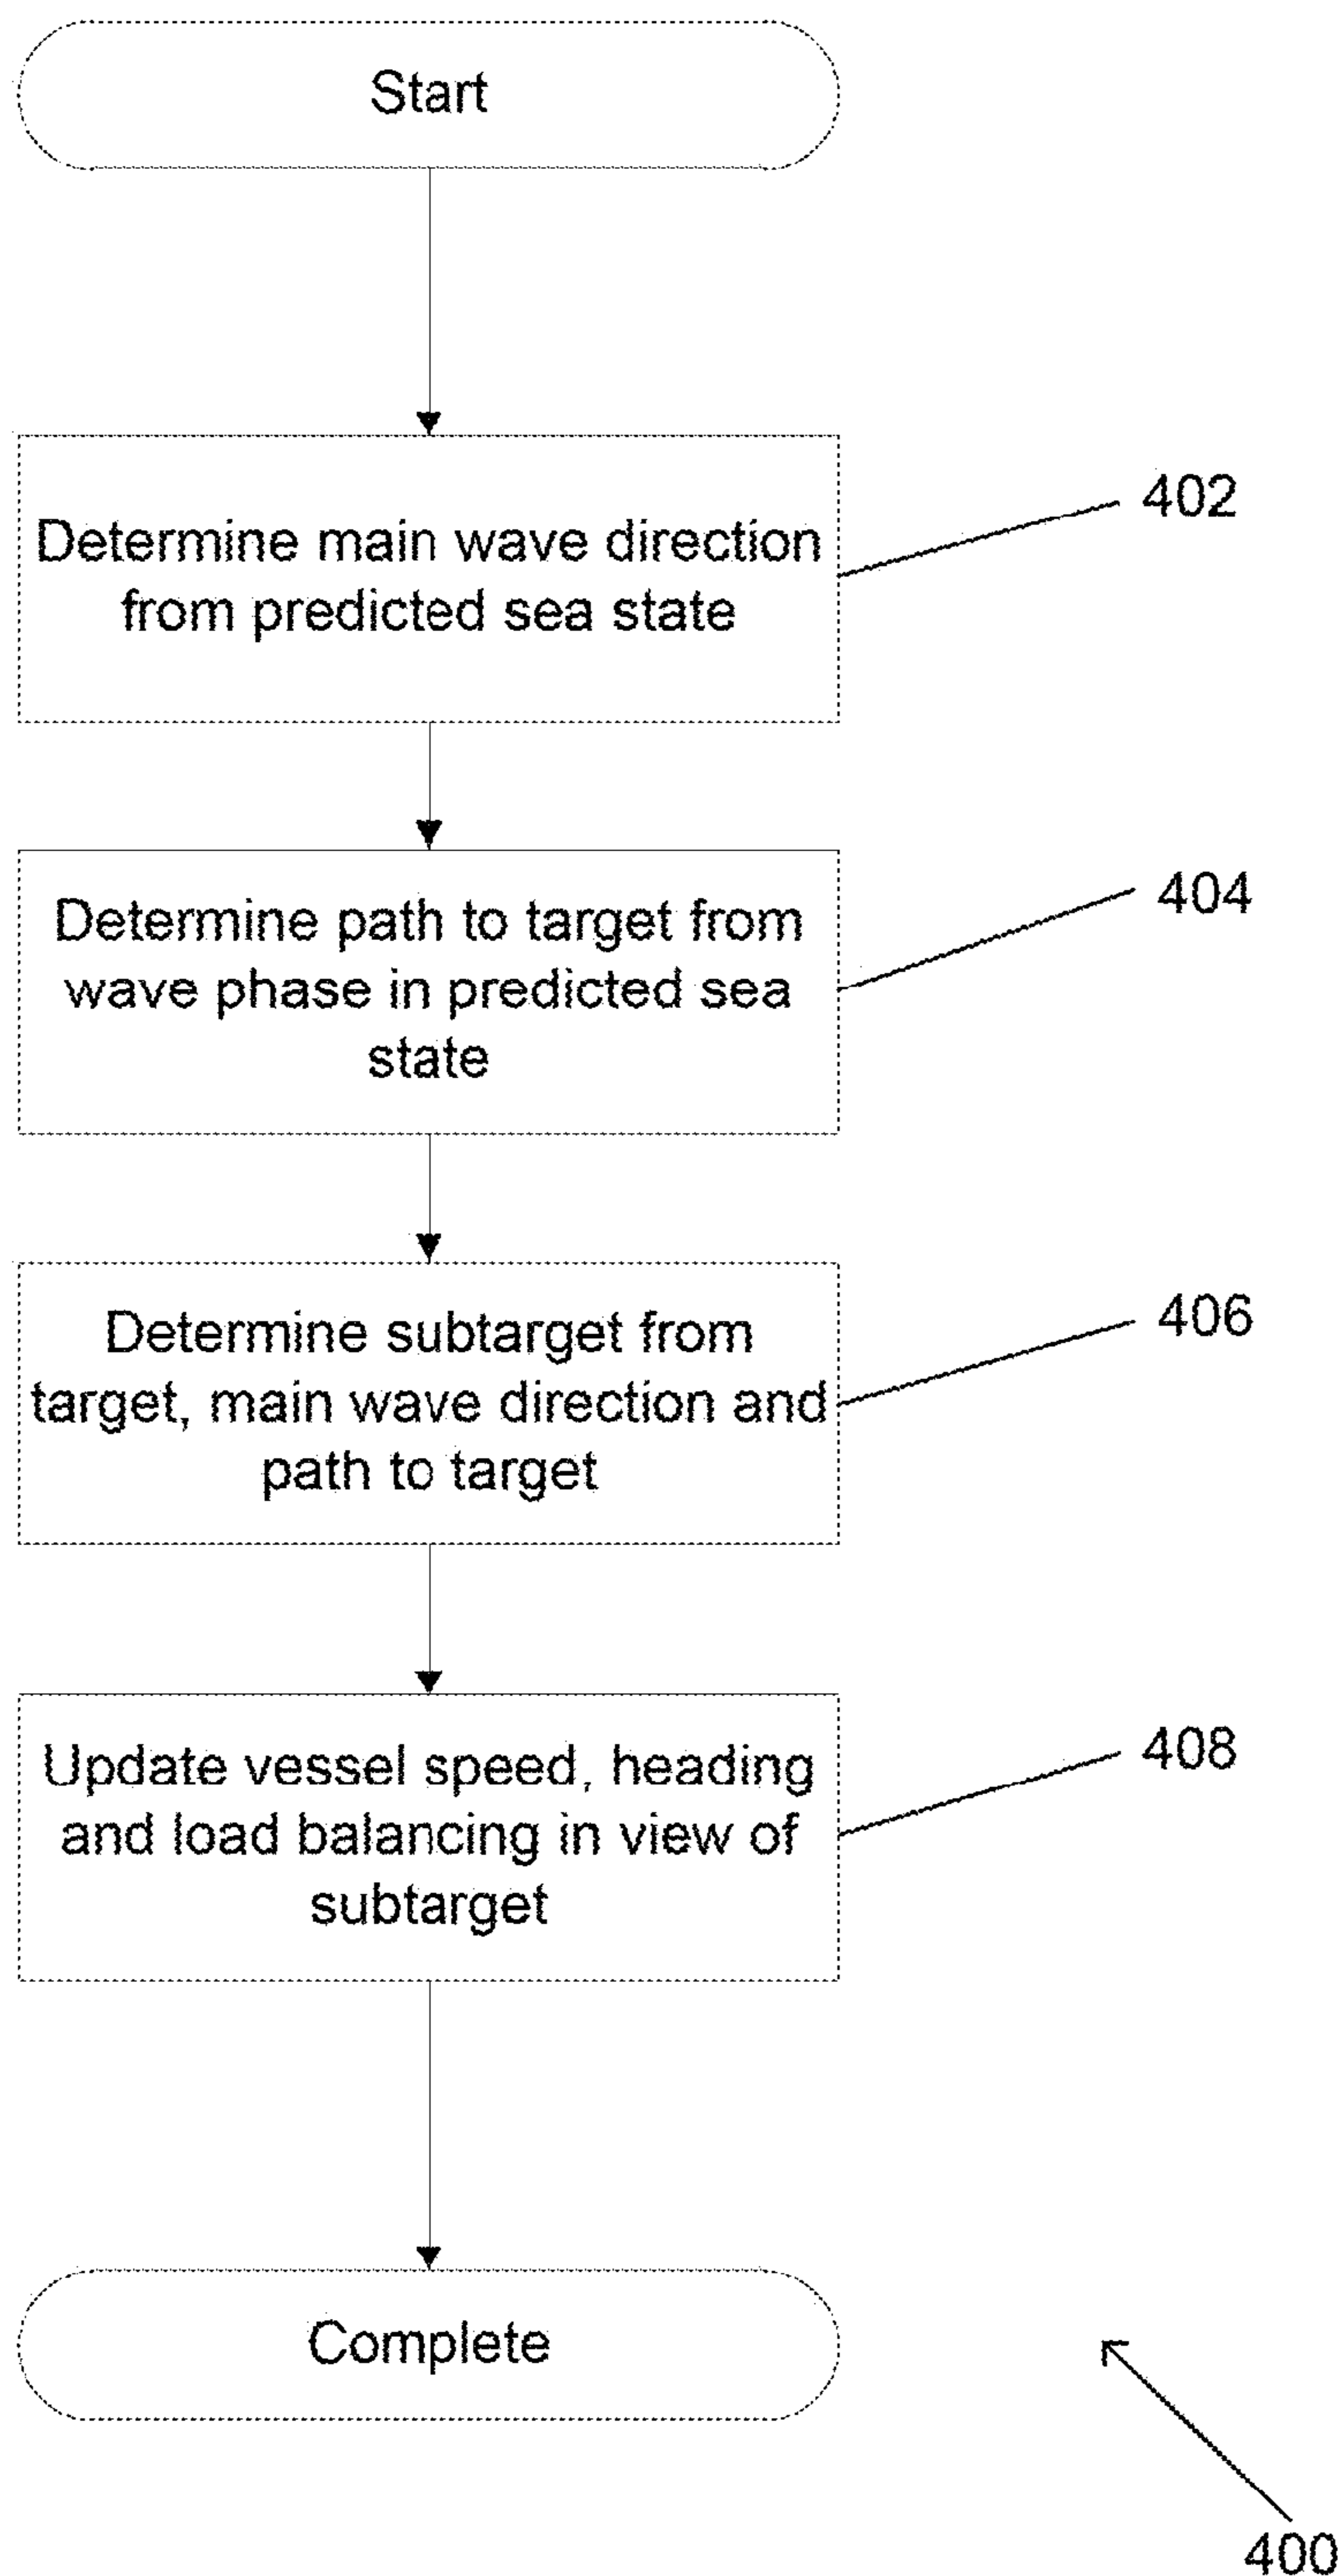 Start
Determine main wave direction
from predicted sea state
402
Determine path to target from
wave phase in predicted sea
state
404
Determine subtarget from
target, main wave direction and
path to target
406
Update vessel speed, heading
and load balancing in view of
subtarget
408
Complete
400